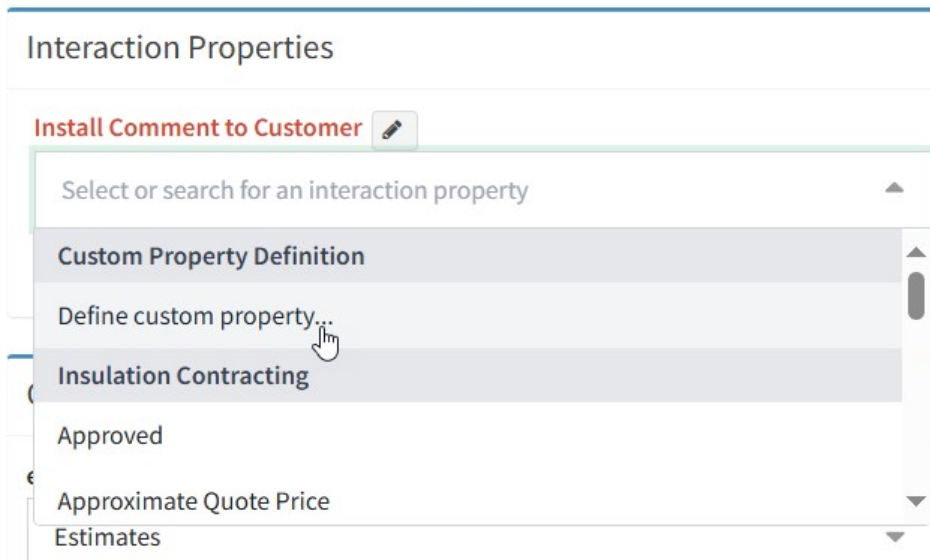 Interaction Properties
Install Comment to Customer
Select or search for an interaction property
Custom Property Definition
Define custom property...
Insulation Contracting
Approved
Approximate Quote Price
Estimates